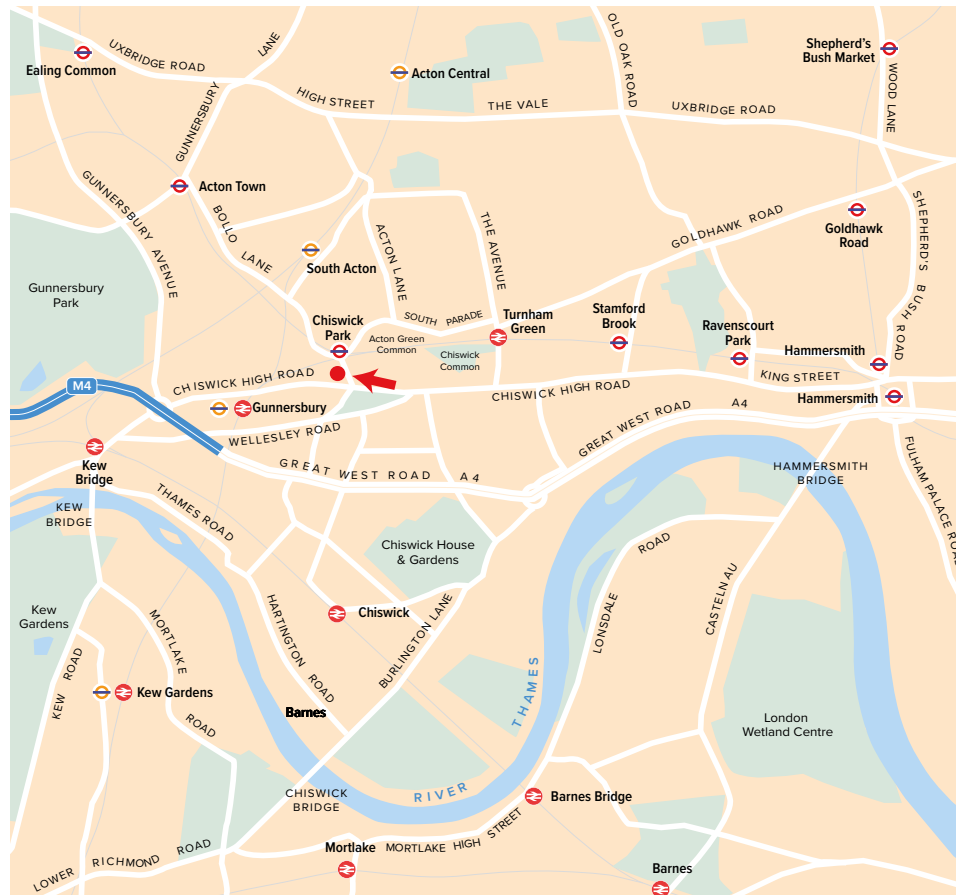 UXBRIDGE ROAD
Ealing Common
LANE
GUNNERSBURY
Acton Central
HIGH STREET
THE VALE
OLD OAK ROAD
UXBRIDGE ROAD
Shepherd's
Bush Market
WOOD LANE
Acton Town
GUNNERSBURY AVENUE
BOLLO LANE
South Acton
ACTON LANE
THE AVENUE
GOLDHAWK ROAD
Goldhawk
Road
SHEPHERD'S BUSH ROAD
Gunnersbury
Park
Chiswick
Park
SOUTH PARADE
Acton Green
Common
Turnham
Green
Chiswick
Common
Stamford
Brook
Ravenscourt
Park
Hammersmith
KING STREET
Hammersmith
M4
CHISWICK HIGH ROAD
CHISWICK HIGH ROAD
Gunnersbury
WELLESLEY ROAD
GREAT WEST ROAD A4
GREAT WEST ROAD A4
Kew
Bridge
KEW
BRIDGE
THAMES ROAD
HAMMERSMITH
BRIDGE
FULHAM PALACE ROAD
Chiswick House
& Gardens
Kew
Gardens
MORTLAKE ROAD
HARTINGTON ROAD
Chiswick
BURLINGTON LANE
LONSDALE ROAD
CASTELN AU
KEW ROAD
Kew Gardens
Barnes
RIVER THAMES
London
Wetland Centre
CHISWICK
BRIDGE
Barnes Bridge
LOWER RICHMOND ROAD
Mortlake
MORTLAKE HIGH STREET
Barnes